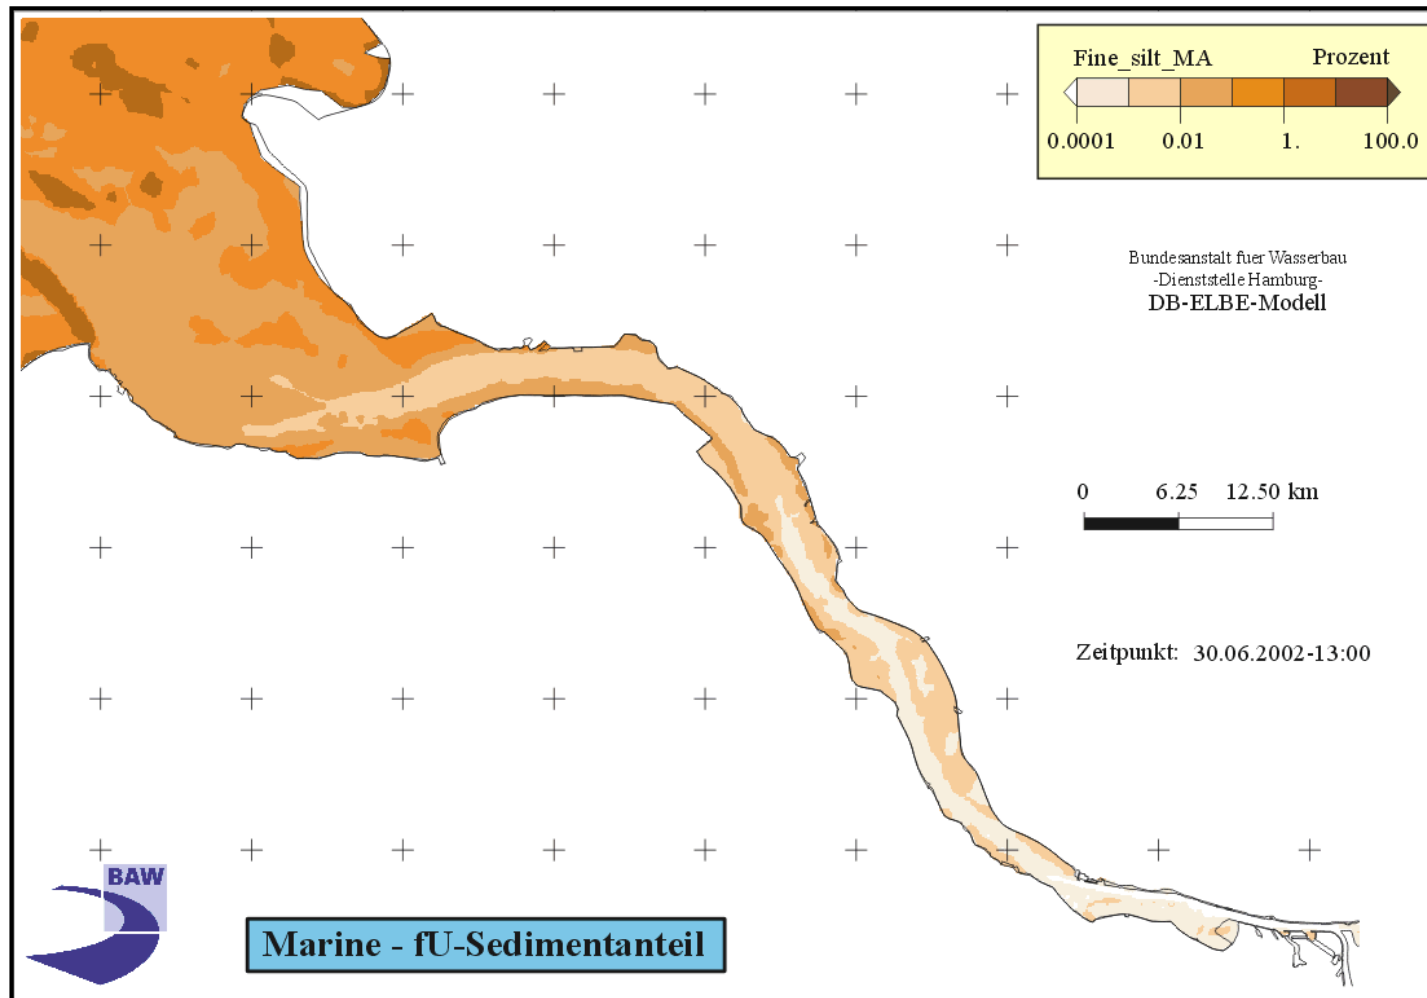 Fine_silt_MA Prozent
0.0001 0.01 1. 100.0
Bundesanstalt fuer Wasserbau
-Dienststelle Hamburg-
DB-ELBE-Modell
0 6.25 12.50 km
Zeitpunkt: 30.06.2002-13:00
BAW
Marine - fU-Sedimentanteil